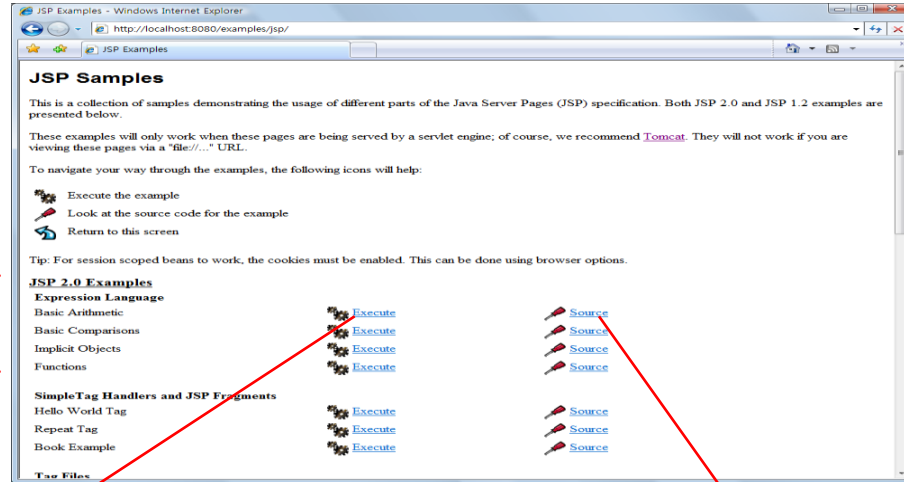 JSP Examples - Windows Internet Explorer
http://localhost:8080/examples/jsp/
JSP Examples
JSP Samples
This is a collection of samples demonstrating the usage of different parts of the Java Server Pages (JSP) specification. Both JSP 2.0 and JSP 1.2 examples are
presented below.
These examples will only work when these pages are being served by a servlet engine; of course, we recommend Tomcat. They will not work if you are
viewing these pages via a "file://..." URL.
To navigate your way through the examples, the following icons will help:
Execute the example
Look at the source code for the example
Return to this screen
Tip: For session scoped beans to work, the cookies must be enabled. This can be done using browser options.
JSP 2.0 Examples
Expression Language
Basic Arithmetic Execute Source
Basic Comparisons Execute Source
Implicit Objects Execute Source
Functions Execute Source
SimpleTag Handlers and JSP Fragments
Hello World Tag Execute Source
Repeat Tag Execute Source
Book Example Execute Source
Tag Files